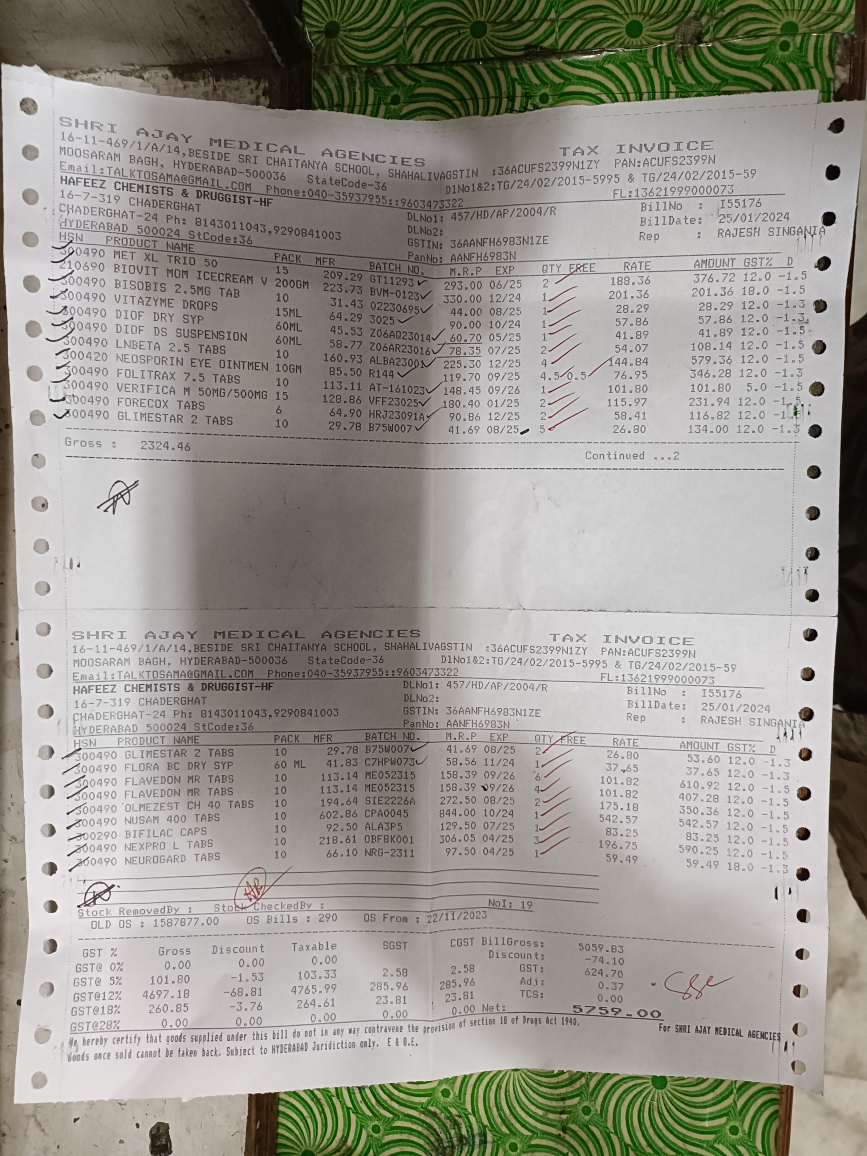 SHRI AJAY MEDICAL AGENCIES TAX INVOICE
16-11-469/1/A/14,BESIDE SRI CHAITANYA SCHOOL, SHAHALIVAGSTIN :36ACUFS2399N1ZY PAN:ACUFS2399N
MOOSARAM BAGH, HYDERABAD-500036 StateCode-36 DlNo1&2:TG/24/02/2015-5995 & TG/24/02/2015-59
Email:TALKTOSAMA@GMAIL.COM Phone:040-35937955::9603473322 FL:13621999000073
HAFEEZ CHEMISTS & DRUGGIST-HF DLNo1: 457/HD/AP/2004/R BillNo : I55176
16-7-319 CHADERGHAT DLNo2: BillDate: 25/01/2024
CHADERGHAT-24 Ph: 8143011043,9290841003 GSTIN: 36AANFH6983N1ZE Rep : RAJESH SINGANIA
HYDERABAD 500024 StCode:36 PanNo: AANFH6983N
HSN PRODUCT NAME PACK MFR BATCH NO. M.R.P EXP QTY FREE RATE AMOUNT GST% D
300490 MET XL TRIO 50 15 209.29 GT11293 293.00 06/25 2 188.36 376.72 12.0 -1.5
210690 BIOVIT MOM ICECREAM V 200GM 223.73 BVM-0123 330.00 12/24 1 201.36 201.36 18.0 -1.5
300490 BISOBIS 2.5MG TAB 10 31.43 02230695 44.00 08/25 1 28.29 28.29 12.0 -1.3
300490 VITAZYME DROPS 15ML 64.29 3025 90.00 10/24 1 57.86 57.86 12.0 -1.3
300490 DIOF DRY SYP 60ML 45.53 Z06A023014 60.70 05/25 1 41.89 41.89 12.0 -1.5
300490 DIOF DS SUSPENSION 60ML 58.77 Z06AR23016 78.35 07/25 2 54.07 108.14 12.0 -1.5
300490 LNBETA 2.5 TABS 10 160.93 ALBA23001 225.30 12/25 4 144.84 579.36 12.0 -1.5
300420 NEOSPORIN EYE OINTMEN 10GM 85.50 R144 119.70 09/25 4.5 0.5 76.95 346.28 12.0 -1.3
300490 FOLITRAX 7.5 TABS 10 113.11 AT-161023 148.45 09/26 1 101.80 101.80 5.0 -1.5
300490 VERIFICA M 50MG/500MG 15 128.86 VFF23025 180.40 01/25 2 115.97 231.94 12.0 -1.5
300490 FORECOX TABS 6 64.90 HRJ23091A 90.86 12/25 2 58.41 116.82 12.0 -1.5
300490 GLIMESTAR 2 TABS 10 29.78 B75W007 41.69 08/25 5 26.80 134.00 12.0 -1.3
Gross : 2324.46 Continued ...2
SHRI AJAY MEDICAL AGENCIES TAX INVOICE
16-11-469/1/A/14,BESIDE SRI CHAITANYA SCHOOL, SHAHALIVAGSTIN :36ACUFS2399N1ZY PAN:ACUFS2399N
MOOSARAM BAGH, HYDERABAD-500036 StateCode-36 DlNo1&2:TG/24/02/2015-5995 & TG/24/02/2015-59
Email:TALKTOSAMA@GMAIL.COM Phone:040-35937955::9603473322 FL:13621999000073
HAFEEZ CHEMISTS & DRUGGIST-HF DLNo1: 457/HD/AP/2004/R BillNo : I55176
16-7-319 CHADERGHAT DLNo2: BillDate: 25/01/2024
CHADERGHAT-24 Ph: 8143011043,9290841003 GSTIN: 36AANFH6983N1ZE Rep : RAJESH SINGANIA
HYDERABAD 500024 StCode:36 PanNo: AANFH6983N
HSN PRODUCT NAME PACK MFR BATCH NO. M.R.P EXP QTY FREE RATE AMOUNT GST% D
300490 GLIMESTAR 2 TABS 10 29.78 B75W007 41.69 08/25 2 26.80 53.60 12.0 -1.3
300490 FLORA BC DRY SYP 60 ML 41.83 C7HPW073 58.56 11/24 1 37.65 37.65 12.0 -1.3
300490 FLAVEDON MR TABS 10 113.14 ME052315 158.39 09/26 6 101.82 610.92 12.0 -1.5
300490 FLAVEDON MR TABS 10 113.14 ME052315 158.39 09/26 4 101.82 407.28 12.0 -1.5
300490 OLMEZEST CH 40 TABS 10 194.64 SIE2226A 272.50 08/25 2 175.18 350.36 12.0 -1.5
300490 NUSAM 400 TABS 10 602.86 CPA0045 844.00 10/24 1 542.57 542.57 12.0 -1.5
300290 BIFILAC CAPS 10 92.50 ALA3P5 129.50 07/25 1 83.25 83.25 12.0 -1.5
300490 NEXPRO L TABS 10 218.61 OBFBK001 306.05 04/25 3 196.75 590.25 12.0 -1.5
300490 NEUROGARD TABS 10 66.10 NRG-2311 97.50 04/25 1 59.49 59.49 18.0 -1.3
Stock RemovedBy : Stock CheckedBy : NoI: 19
OLD OS : 1587877.00 OS Bills : 290 OS From : 22/11/2023
GST % Gross Discount Taxable SGST CGST BillGross: 5059.83
GST@ 0% 0.00 0.00 0.00 Discount: -74.10
GST@ 5% 101.80 -1.53 103.33 2.58 2.58 GST: 624.70
GST@12% 4697.18 -68.81 4765.99 285.96 285.96 Adj: 0.37
GST@18% 260.85 -3.76 264.61 23.81 23.81 TCS: 0.00
GST@28% 0.00 0.00 0.00 0.00 0.00 Net: 5759.00
We hereby certify that goods supplied under this bill do not in any way contravene the provision of section 18 of Drugs Act 1940. For SHRI AJAY MEDICAL AGENCIES
Goods once sold cannot be taken back. Subject to HYDERABAD Juridiction only. E & O.E.